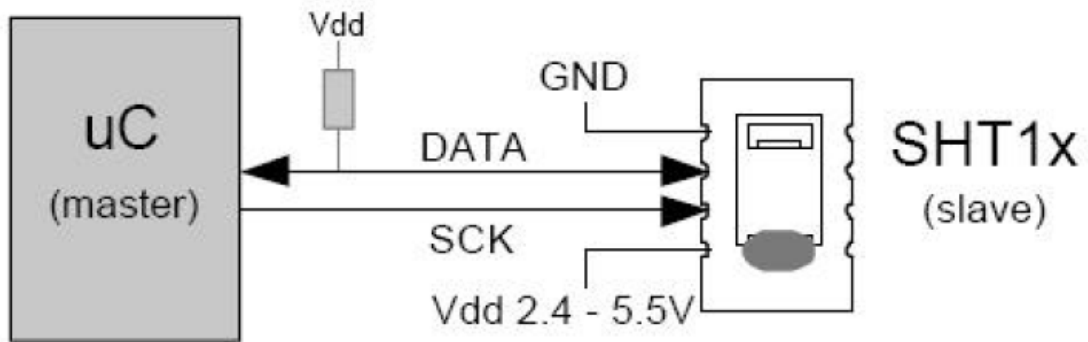 Vdd
GND
uC
(master)
DATA
SCK
SHT1x
(slave)
Vdd 2.4 - 5.5V